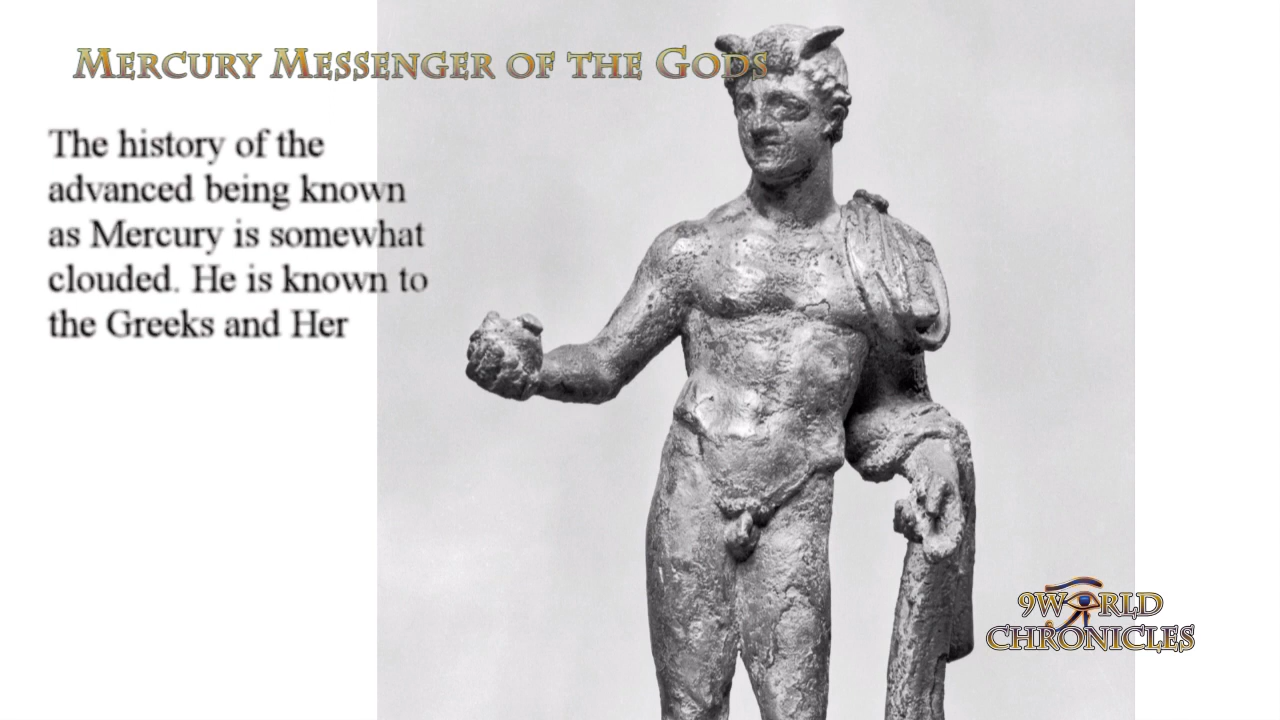 Mercury Messenger of the Gods
The history of the
advanced being known
as Mercury is somewhat
clouded. He is known to
the Greeks and Her
9WORLD
CHRONICLES